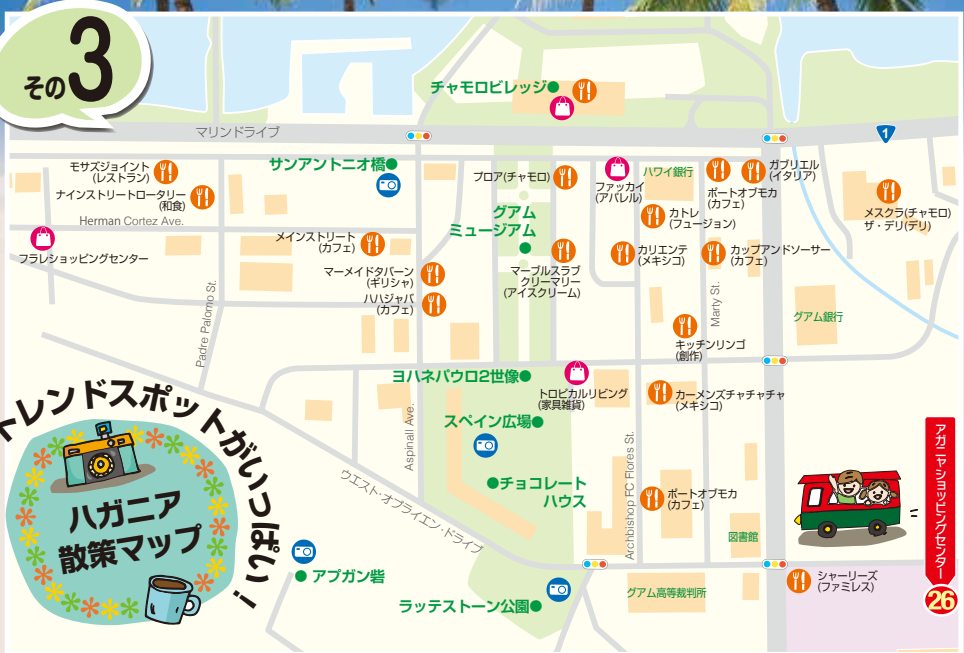 その3
チャモロビレッジ
マリンドライブ
1
モサズジョイント
(レストラン)
ナインストリートロータリー
(和食)
Herman Cortez Ave.
フラレショッピングセンター
サンアントニオ橋
メインストリート
(カフェ)
マーメイドタバーン
(ギリシャ)
ハハジャバ
(カフェ)
プロア(チャモロ)
グアム
ミュージアム
マーブルスラブ
クリーマリー
(アイスクリーム)
ファッカイ
(アパレル)
ハワイ銀行
カトレ
(フュージョン)
カリエンテ
(メキシコ)
ポートオブモカ
(カフェ)
ガブリエル
(イタリア)
カップアンドソーサー
(カフェ)
メスクラ(チャモロ)
ザ・デリ(デリ)
Padre Palomo St.
Marty St.
グアム銀行
キッチンリンゴ
(創作)
ヨハネパウロ2世像
トロピカルリビング
(家具雑貨)
カーメンズチャチャチャ
(メキシコ)
スペイン広場
Aspinall Ave.
Archbishop FC Flores St.
ウエスト・オブライエン・ドライブ
チョコレート
ハウス
ポートオブモカ
(カフェ)
図書館
アプガン砦
ラッテストーン公園
グアム高等裁判所
シャーリーズ
(ファミレス)
アガニャショッピングセンター
26
トレンドスポットがいっぱい!
ハガニア
散策マップ